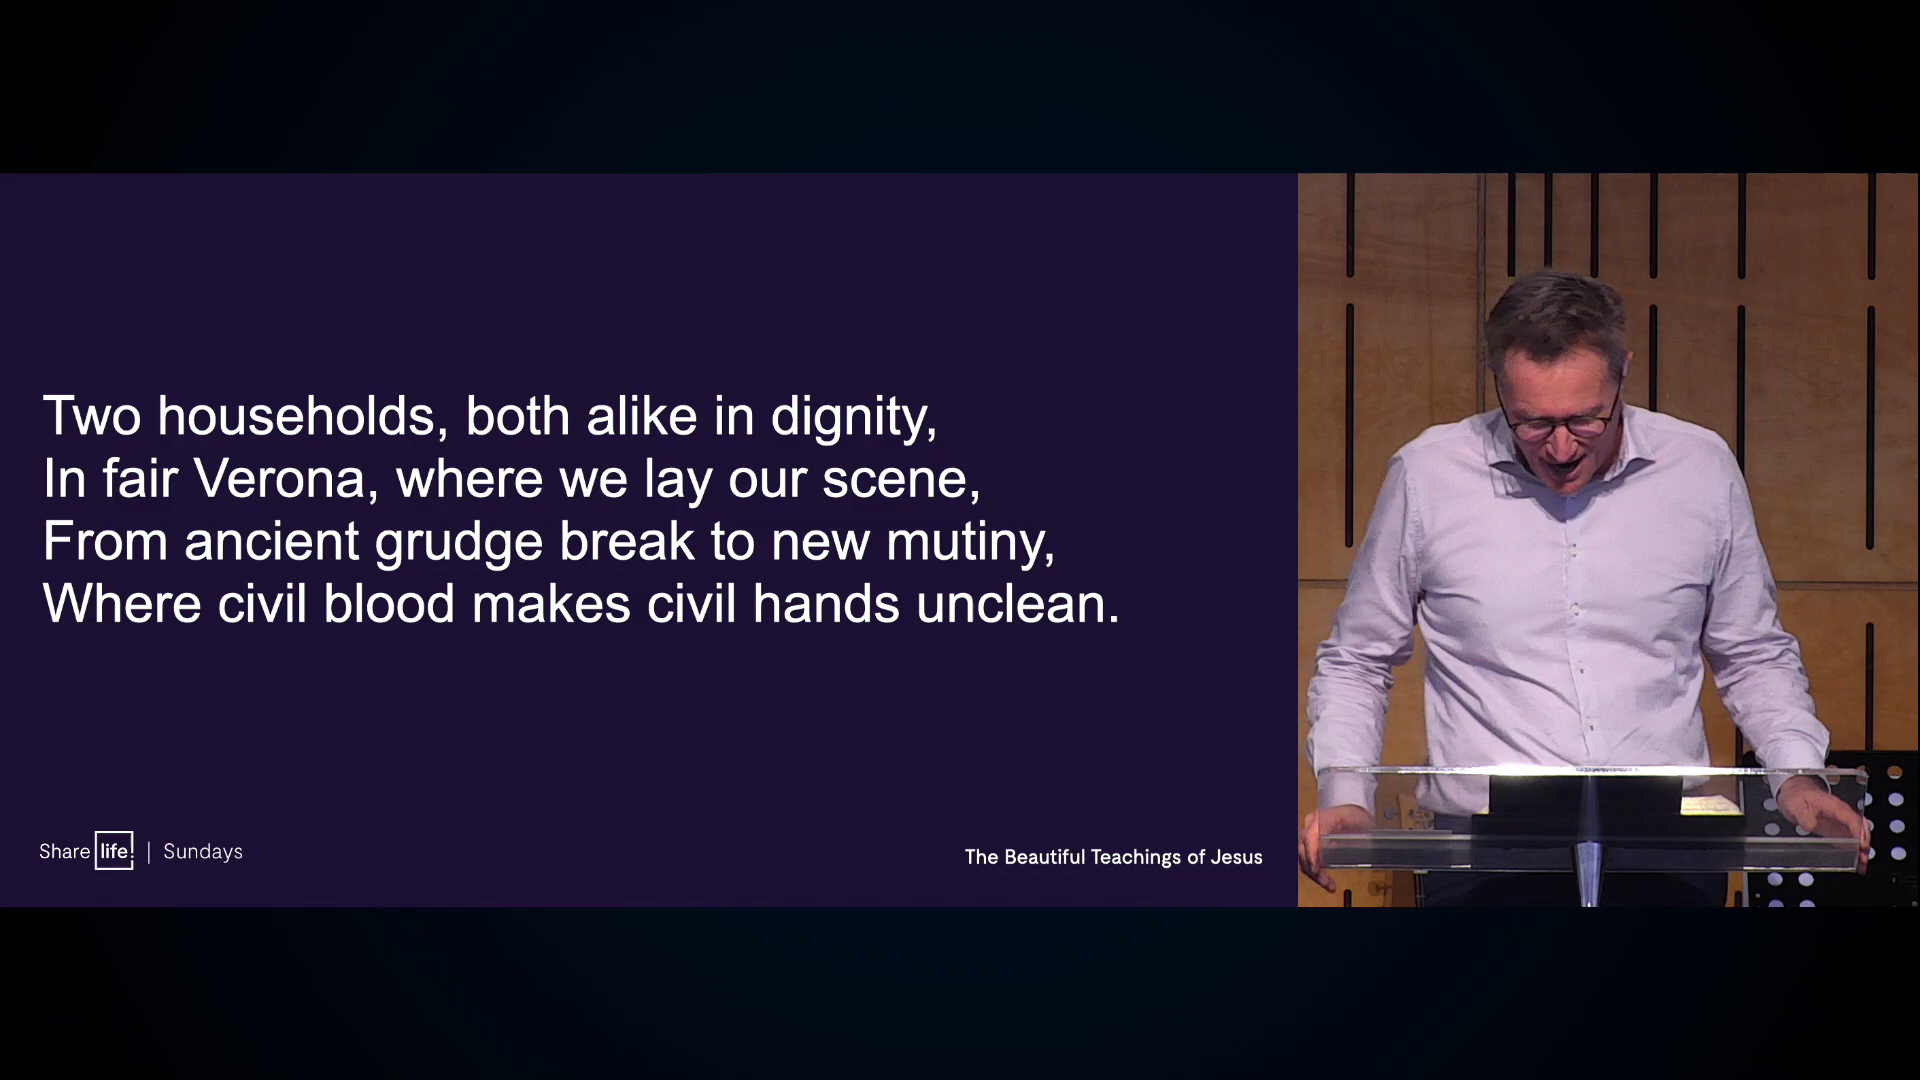 Two households, both alike in dignity,
In fair Verona, where we lay our scene,
From ancient grudge break to new mutiny,
Where civil blood makes civil hands unclean.
Share life! | Sundays
The Beautiful Teachings of Jesus